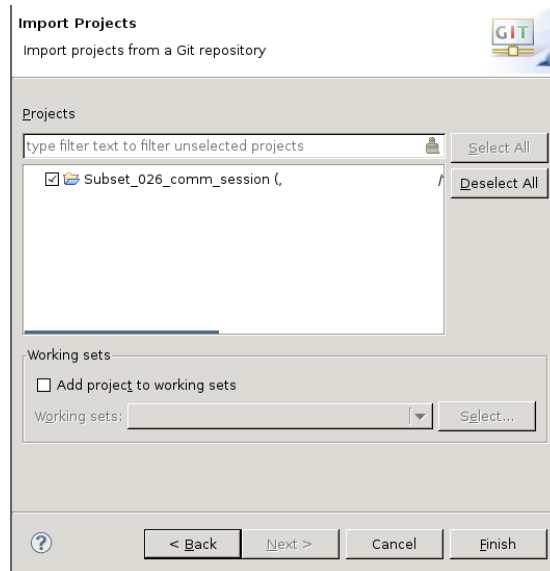 Import Projects
Import projects from a Git repository
GIT
Projects
type filter text to filter unselected projects
Select All
Subset_026_comm_session (,
Deselect All
Working sets
Add project to working sets
Working sets:
Select...
?
< Back
Next >
Cancel
Finish